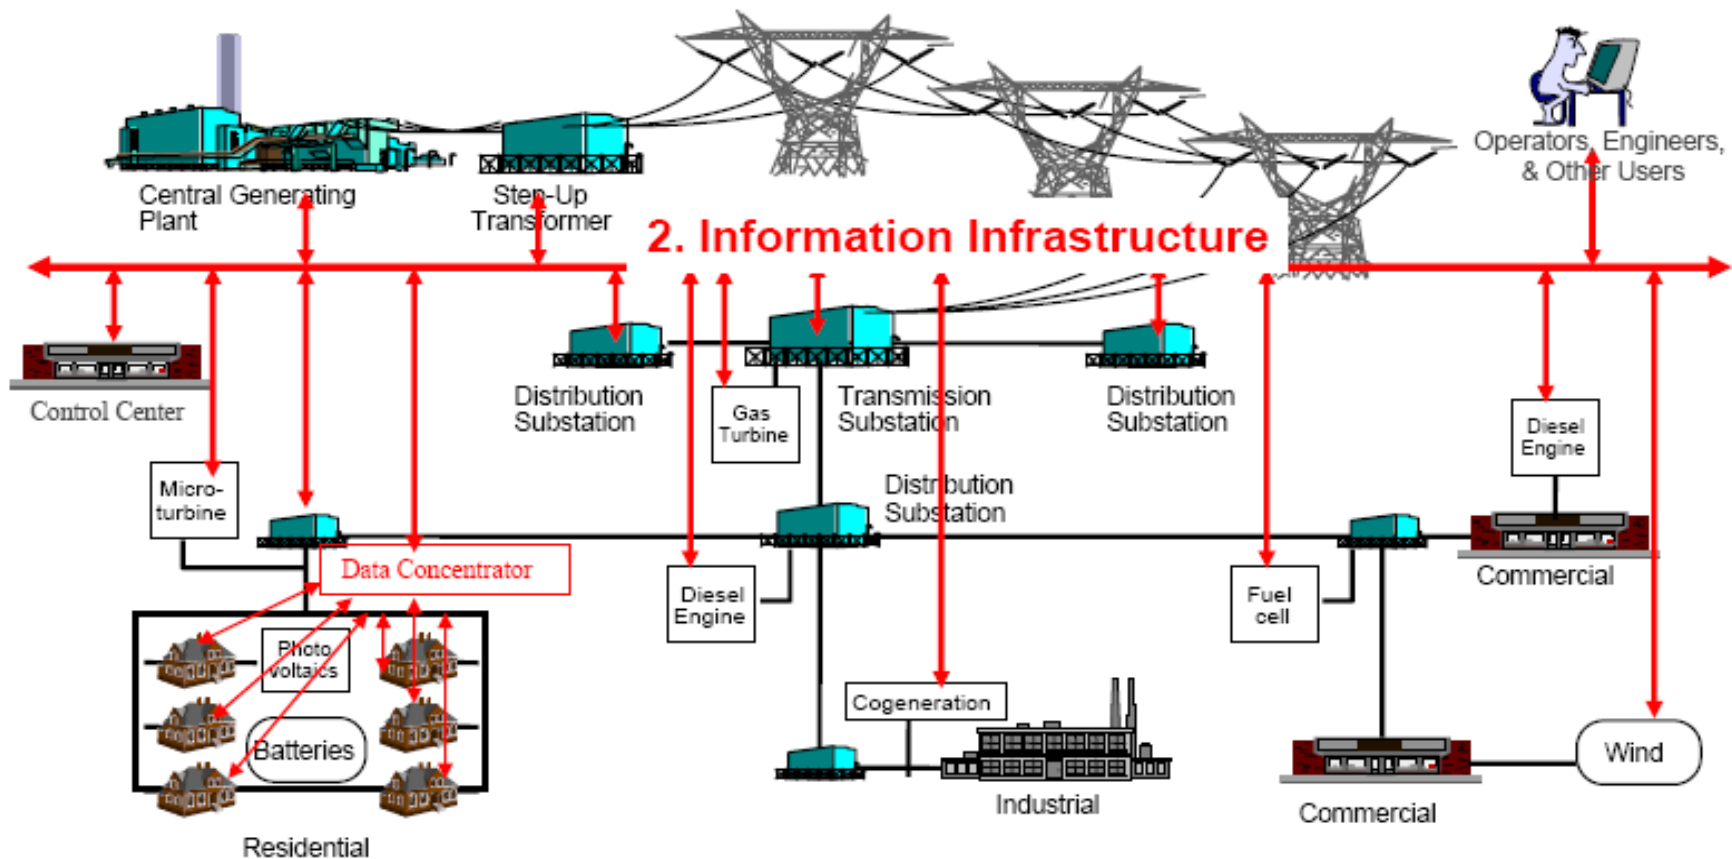 Operators, Engineers,
& Other Users
Central Generating
Plant
Step-Up
Transformer
2. Information Infrastructure
Control Center
Distribution
Substation
Gas
Turbine
Transmission
Substation
Distribution
Substation
Diesel
Engine
Micro-
turbine
Distribution
Substation
Data Concentrator
Commercial
Diesel
Engine
Fuel
cell
Photo
voltaics
Batteries
Cogeneration
Wind
Industrial
Commercial
Residential